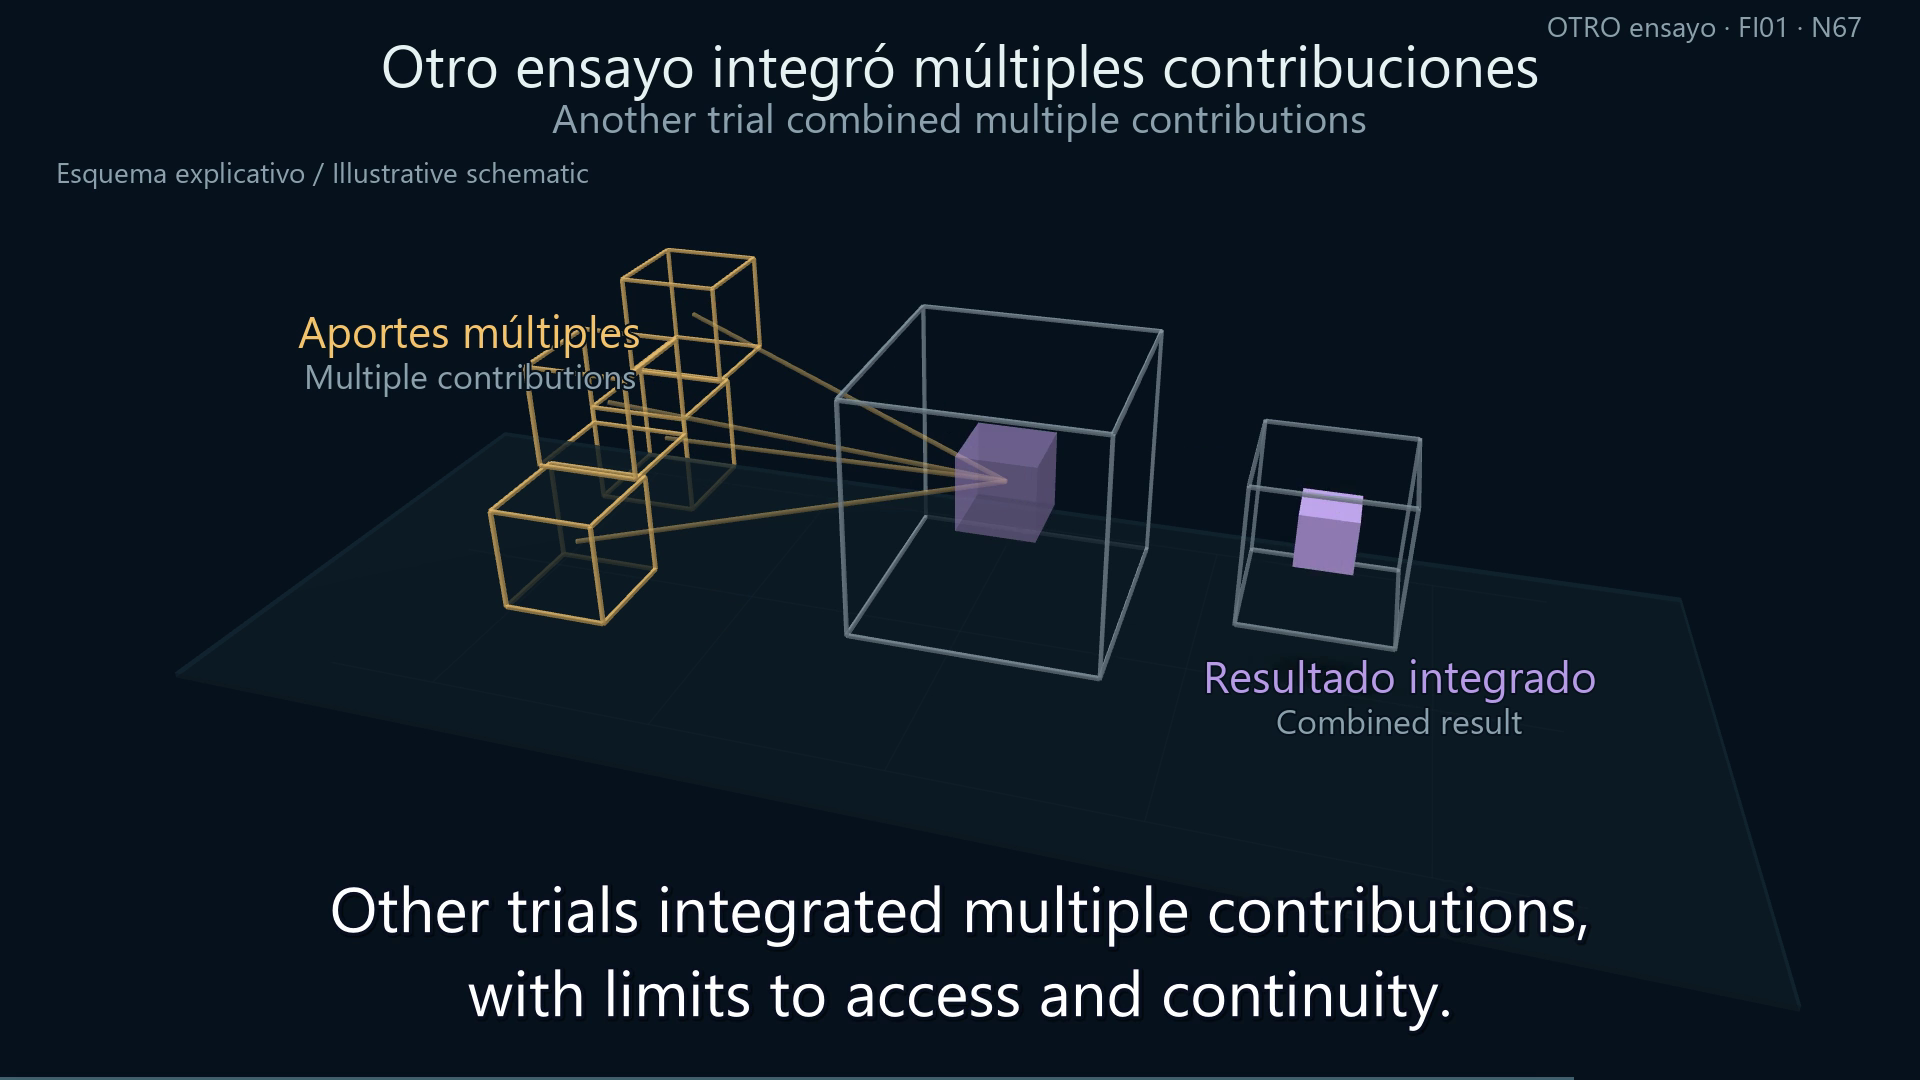 OTRO ensayo · FI01 · N67
Otro ensayo integró múltiples contribuciones
Another trial combined multiple contributions
Esquema explicativo / Illustrative schematic
Aportes múltiples
Multiple contributions
Resultado integrado
Combined result
Other trials integrated multiple contributions,
with limits to access and continuity.